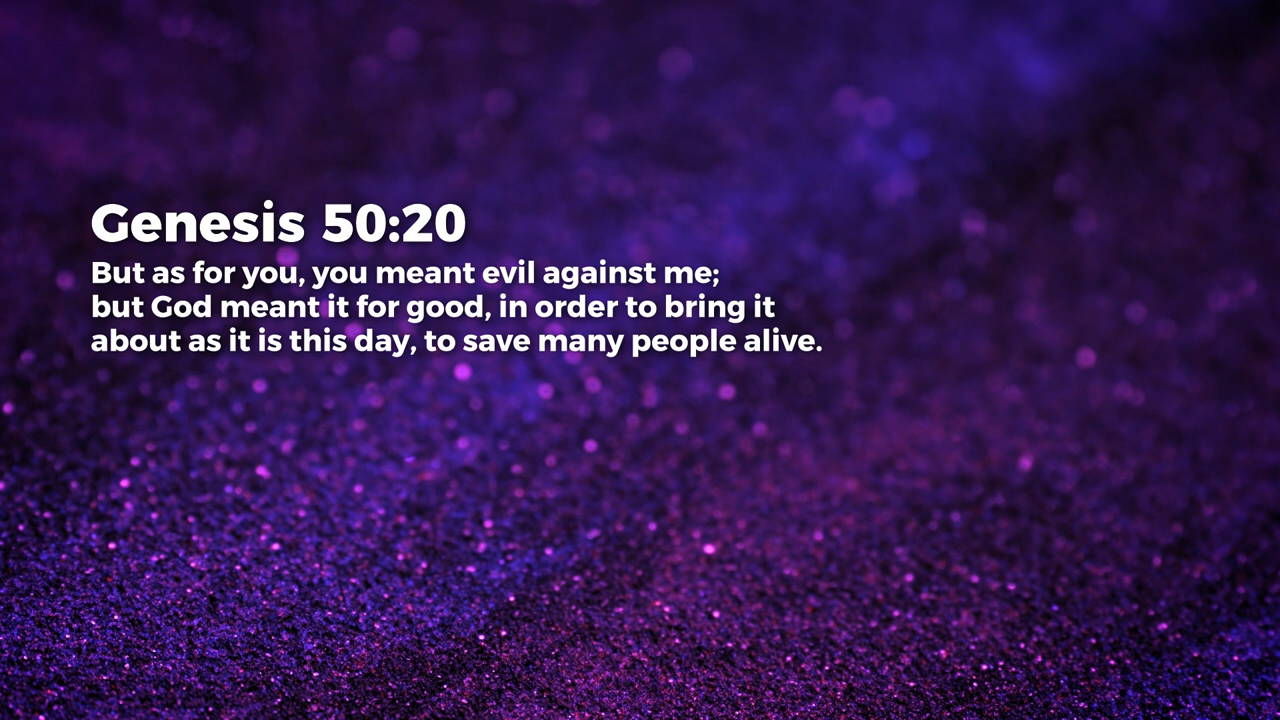 Genesis 50:20
But as for you, you meant evil against me;
but God meant it for good, in order to bring it
about as it is this day, to save many people alive.